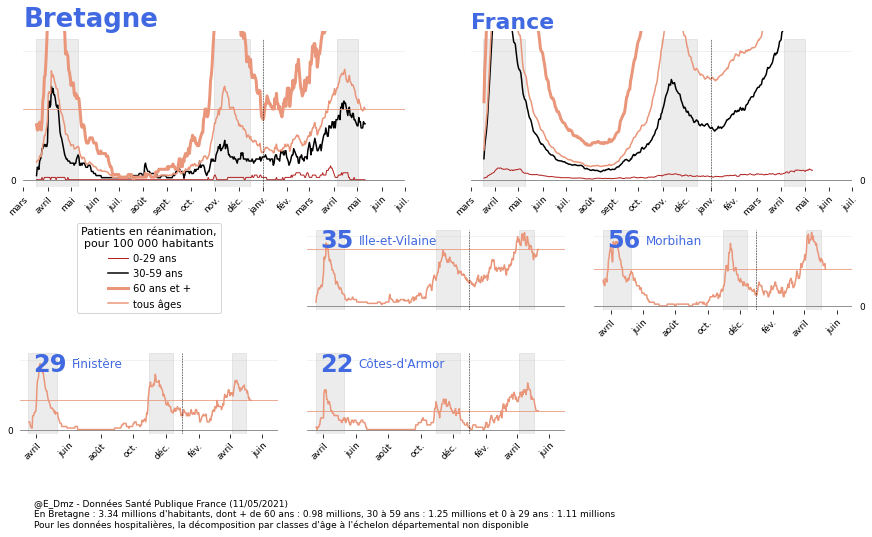 Bretagne
France
0
0
mars avril mai juin juil. août sept. oct. nov. déc. janv. fév. mars avril mai juin juil.
mars avril mai juin juil. août sept. oct. nov. déc. janv. fév. mars avril mai juin juil.
Patients en réanimation,
pour 100 000 habitants
0-29 ans
30-59 ans
60 ans et +
tous âges
35 Ille-et-Vilaine
56 Morbihan
0
avril juin août oct. déc. fév. avril juin
29 Finistère
22 Côtes-d'Armor
0
avril juin août oct. déc. fév. avril juin
avril juin août oct. déc. fév. avril juin
@E_Dmz - Données Santé Publique France (11/05/2021)
En Bretagne : 3.34 millions d'habitants, dont + de 60 ans : 0.98 millions, 30 à 59 ans : 1.25 millions et 0 à 29 ans : 1.11 millions
Pour les données hospitalières, la décomposition par classes d'âge à l'échelon départemental non disponible